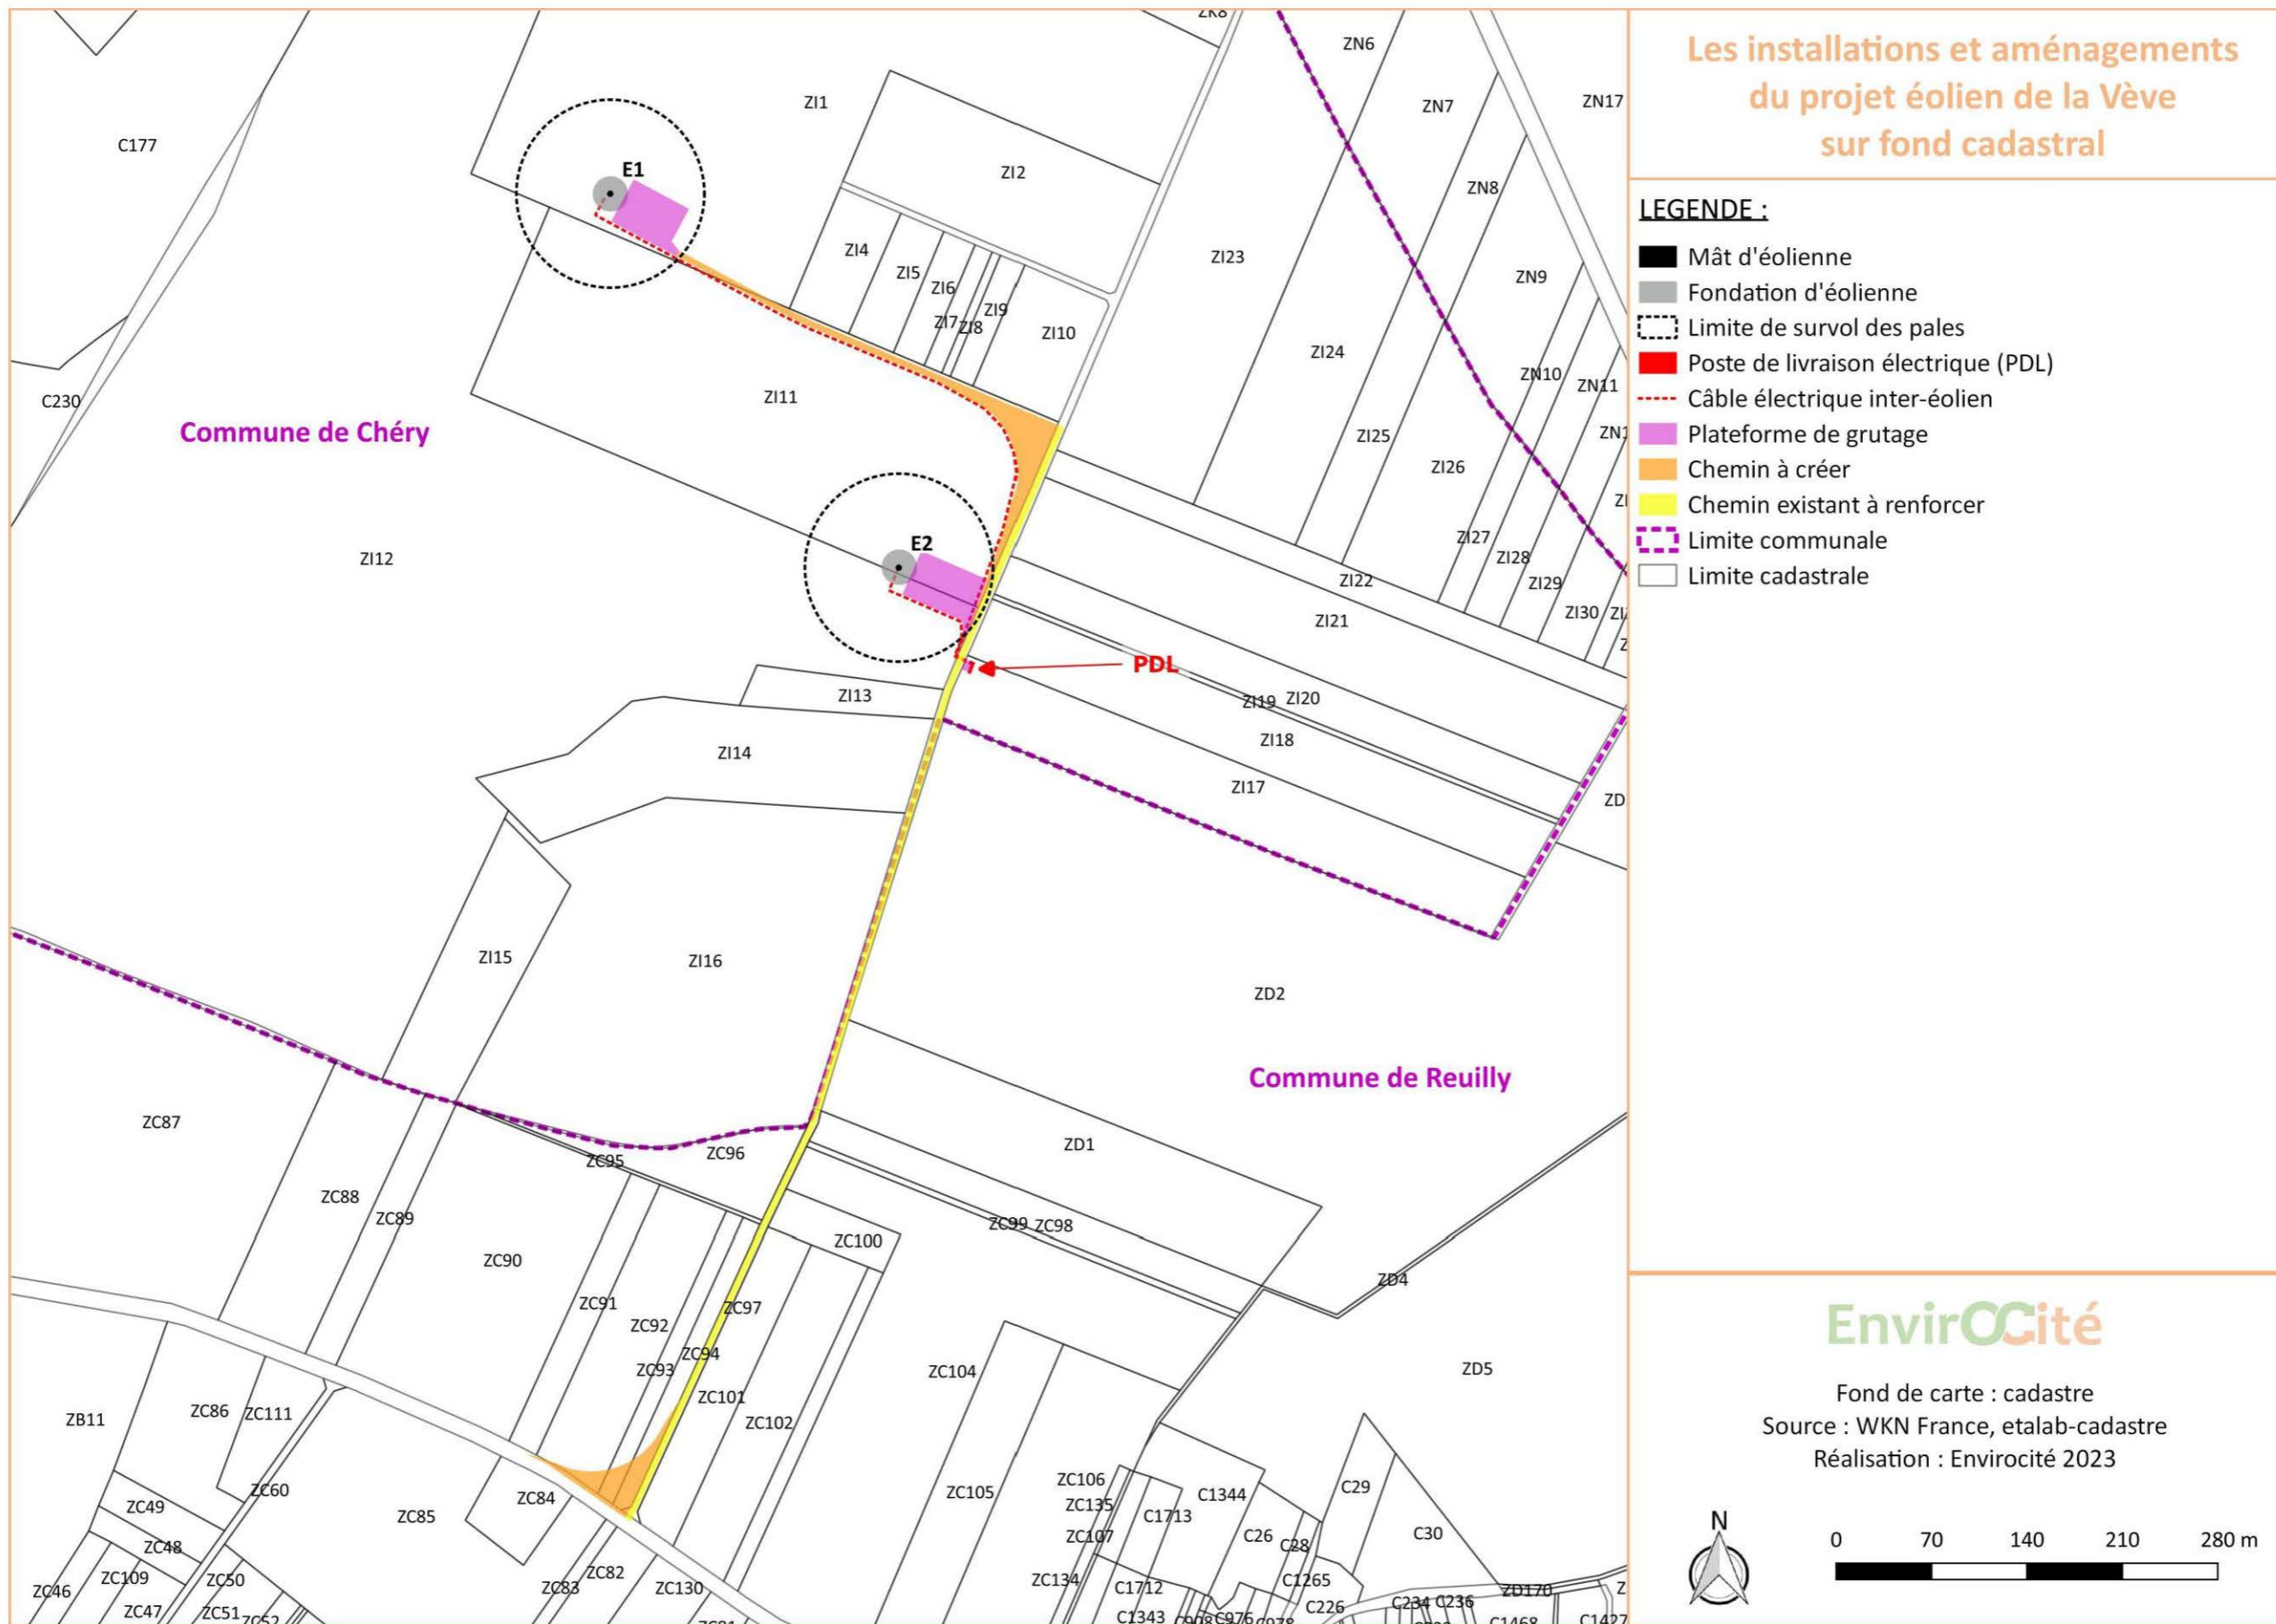 Les installations et aménagements
du projet éolien de la Vève
sur fond cadastral
LEGENDE :
Mât d'éolienne
Fondation d'éolienne
Limite de survol des pales
Poste de livraison électrique (PDL)
Câble électrique inter-éolien
Plateforme de grutage
Chemin à créer
Chemin existant à renforcer
Limite communale
Limite cadastrale
EnvirOCité
Fond de carte : cadastre
Source : WKN France, etalab-cadastre
Réalisation : Envirocité 2023
N
0 70 140 210 280 m
ZK8
ZN6
ZI1
ZN7
ZN17
C177
E1
ZI2
ZN8
ZI4
ZI23
ZI5
ZN9
ZI6
ZI9
ZI7
ZI8
ZI10
ZI24
ZN10
ZN11
ZI11
C230
Commune de Chéry
ZI25
ZN1
ZI26
ZI
E2
ZI27
ZI12
ZI28
ZI22
ZI29
ZI30
ZI21
Z
PDL
ZI13
ZI19
ZI20
ZI14
ZI18
ZI17
ZD
ZI15
ZI16
ZD2
Commune de Reuilly
ZC87
ZD1
ZC95
ZC96
ZC88
ZC89
ZC99
ZC98
ZC100
ZC90
ZD4
ZC91
ZC97
ZC92
ZC94
ZC93
ZC104
ZD5
ZC101
ZC86
ZC111
ZB11
ZC102
ZC106
C29
ZC60
ZC105
C1344
ZC84
ZC49
ZC135
ZC85
C1713
C30
ZC107
C26
C28
ZC48
ZC109
ZC50
ZC82
ZC134
C1265
ZC46
ZC83
ZC130
C1712
ZD170
Z
ZC47
ZC51
C226
C234
C236
ZC52
C1343
C908
C976
C978
C1468
C1427